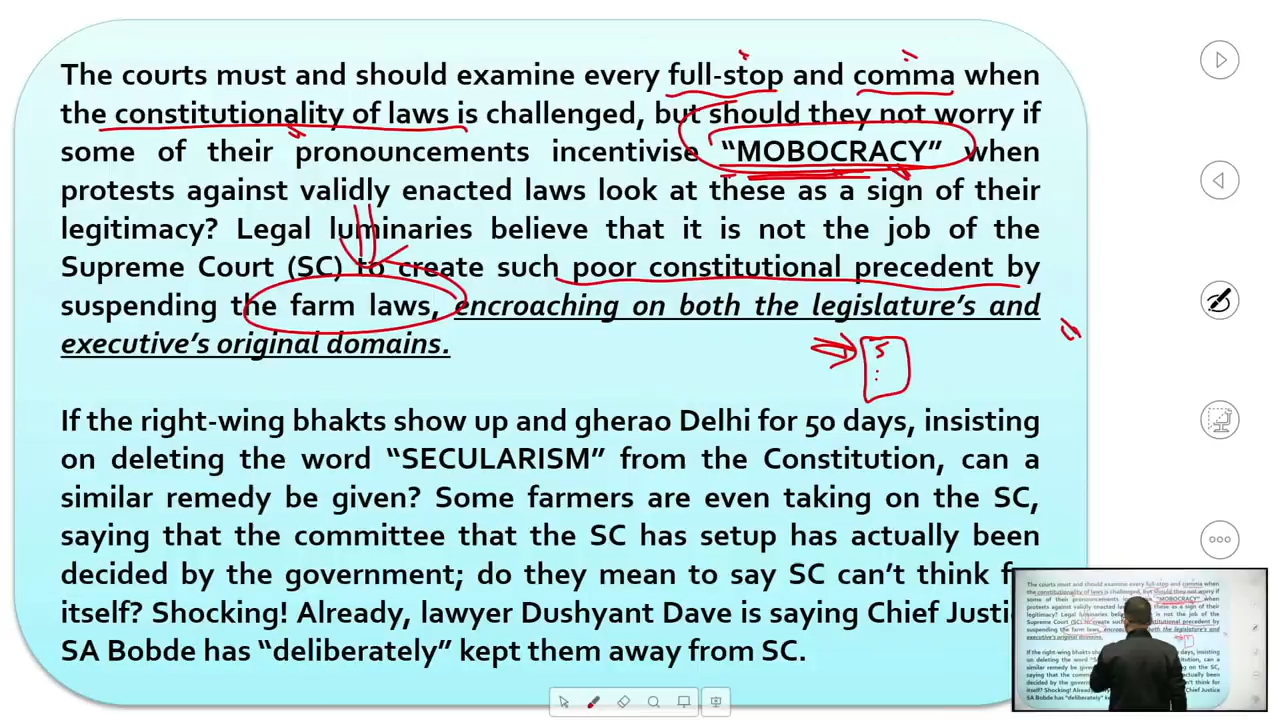 The courts must and should examine every full-stop and comma when
the constitutionality of laws is challenged, but should they not worry if
some of their pronouncements incentivise “MOBOCRACY” when
protests against validly enacted laws look at these as a sign of their
legitimacy? Legal luminaries believe that it is not the job of the
Supreme Court (SC) to create such poor constitutional precedent by
suspending the farm laws, encroaching on both the legislature’s and
executive’s original domains.
5
If the right-wing bhakts show up and gherao Delhi for 50 days, insisting
on deleting the word “SECULARISM” from the Constitution, can a
similar remedy be given? Some farmers are even taking on the SC,
saying that the committee that the SC has setup has actually been
decided by the government; do they mean to say SC can’t think
itself? Shocking! Already, lawyer Dushyant Dave is saying Chief
SA Bobde has “deliberately” kept them away from SC.